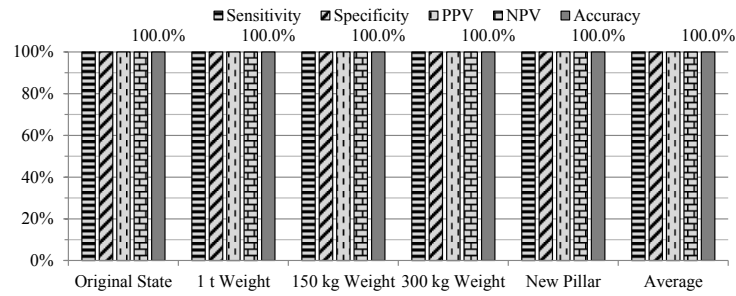 Sensitivity Specificity PPV NPV Accuracy
100.0% 100.0% 100.0% 100.0% 100.0% 100.0%
100%
80%
60%
40%
20%
0%
Original State 1 t Weight 150 kg Weight 300 kg Weight New Pillar Average